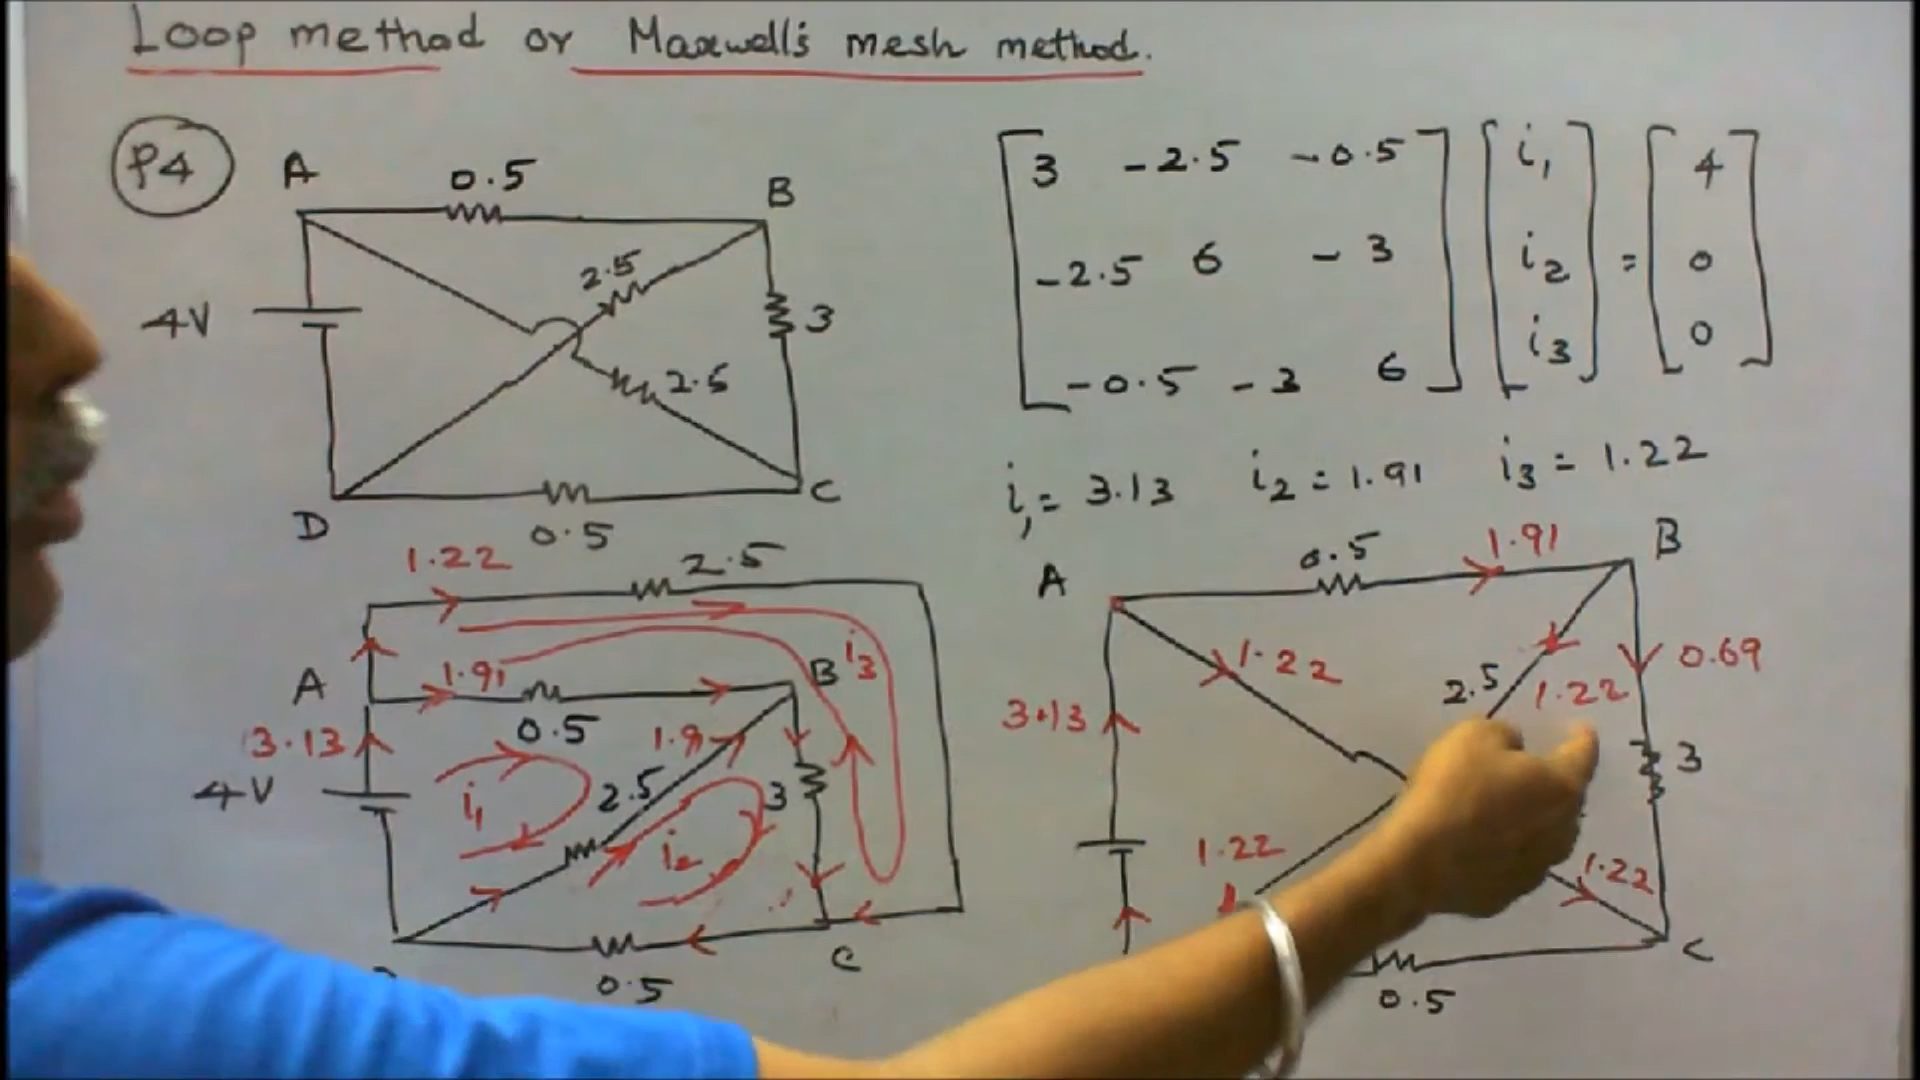 Loop method or Maxwell's mesh method.
P4
A
0.5
B
4V
2.5
3
2.5
D
0.5
C
3 -2.5 -0.5
-2.5 6 -3
-0.5 -3 6
i1
i2
i3
=
4
0
0
i1 = 3.13 i2 = 1.91 i3 = 1.22
1.22
2.5
A
1.91
B
i3
3.13
0.5
1.9
4V
i1
2.5
3
i2
C
0.5
A
0.5
1.91
B
1.22
0.69
3.13
2.5
1.22
3
1.22
1.22
C
0.5